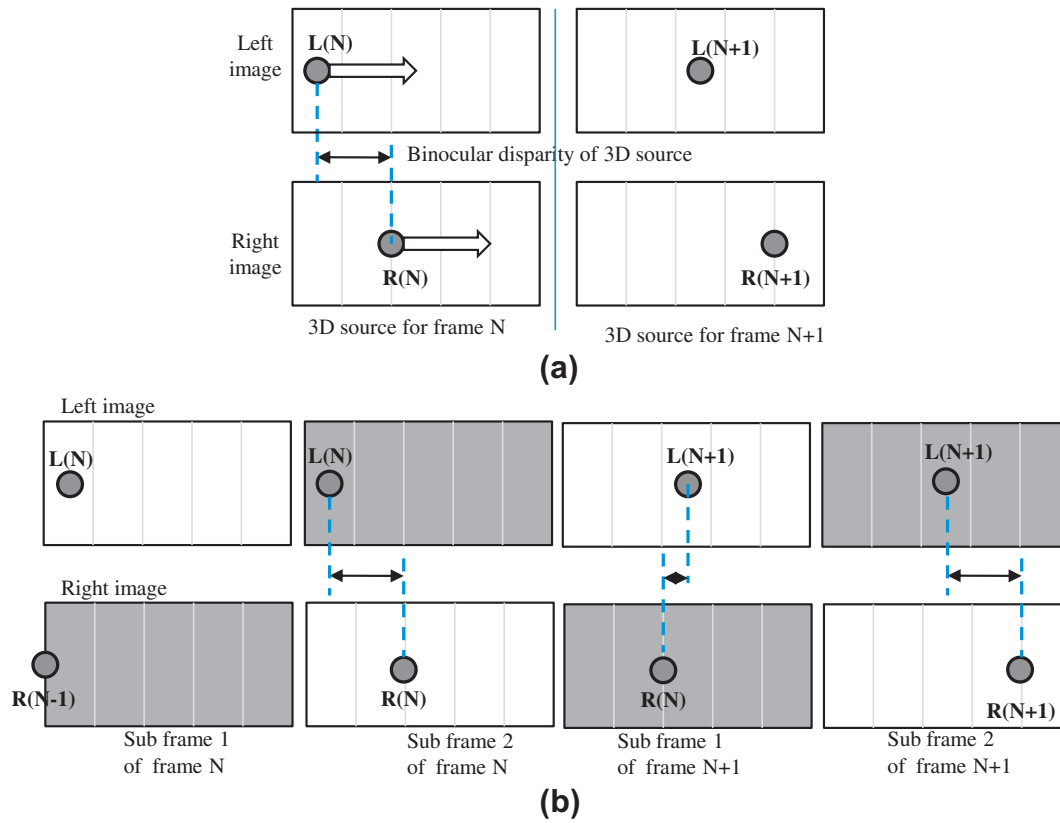 Left
image
L(N)
L(N+1)
Binocular disparity of 3D source
Right
image
R(N)
R(N+1)
3D source for frame N
3D source for frame N+1
(a)
Left image
L(N)
L(N)
L(N+1)
L(N+1)
Right image
R(N-1)
R(N)
R(N)
R(N+1)
Sub frame 1
of frame N
Sub frame 2
of frame N
Sub frame 1
of frame N+1
Sub frame 2
of frame N+1
(b)